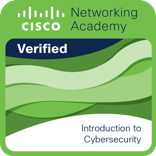 CISCO
Networking
Academy
Verified
Introduction to
Cybersecurity